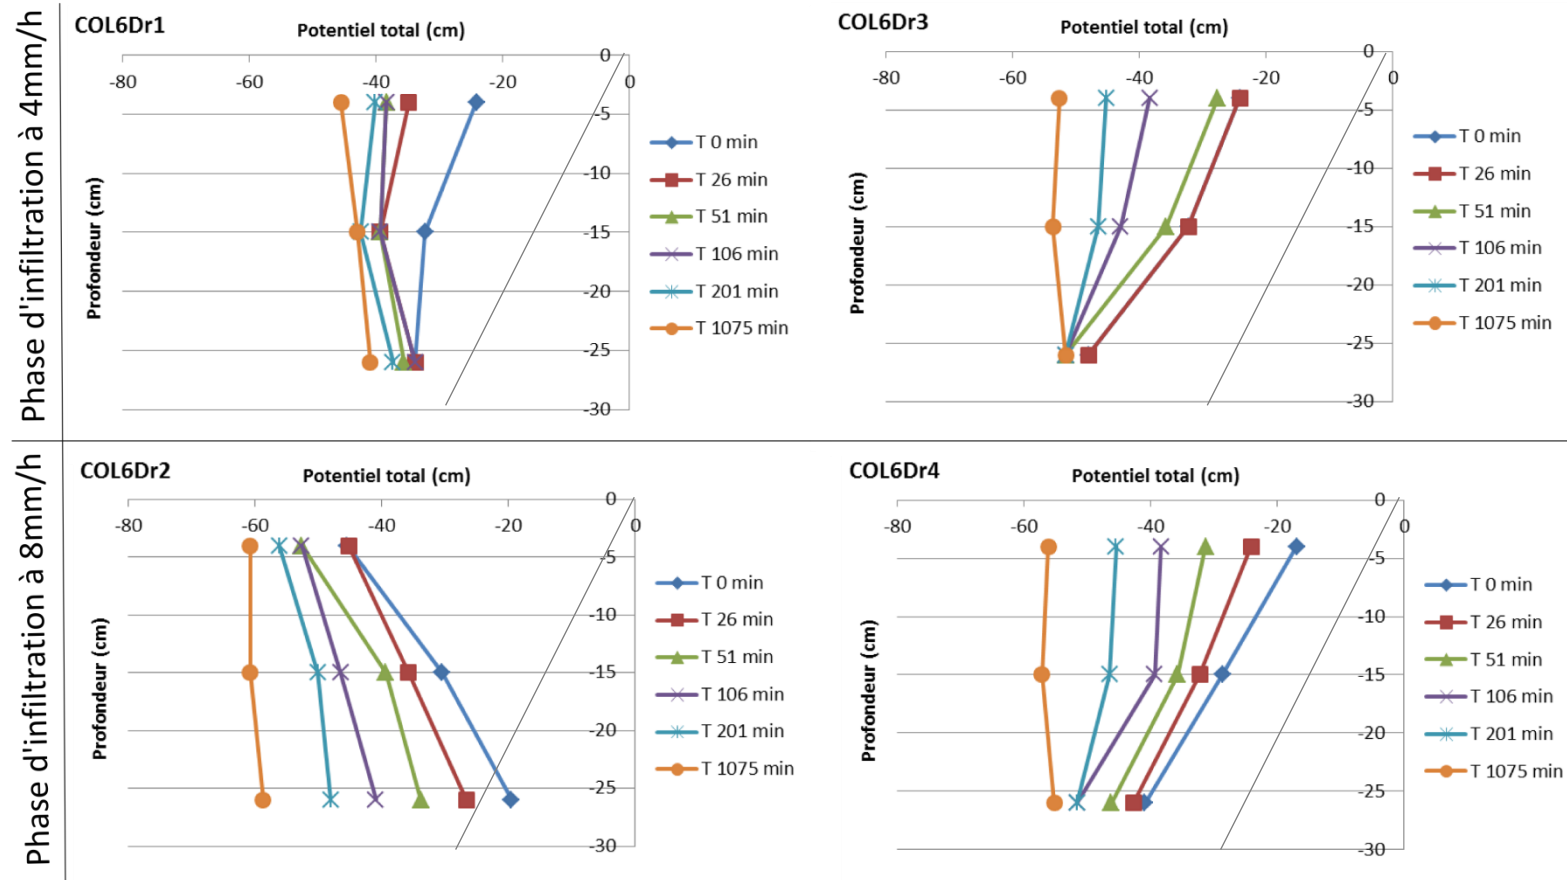 Phase d'infiltration à 4mm/h
COL6Dr1
Potentiel total (cm)
-80 -60 -40 -20 0
0
-5
-10
-15
-20
-25
-30
Profondeur (cm)
T 0 min
T 26 min
T 51 min
T 106 min
T 201 min
T 1075 min
COL6Dr3
Potentiel total (cm)
-80 -60 -40 -20 0
0
-5
-10
-15
-20
-25
-30
Profondeur (cm)
T 0 min
T 26 min
T 51 min
T 106 min
T 201 min
T 1075 min
Phase d'infiltration à 8mm/h
COL6Dr2
Potentiel total (cm)
-80 -60 -40 -20 0
0
-5
-10
-15
-20
-25
-30
Profondeur (cm)
T 0 min
T 26 min
T 51 min
T 106 min
T 201 min
T 1075 min
COL6Dr4
Potentiel total (cm)
-80 -60 -40 -20 0
0
-5
-10
-15
-20
-25
-30
Profondeur (cm)
T 0 min
T 26 min
T 51 min
T 106 min
T 201 min
T 1075 min